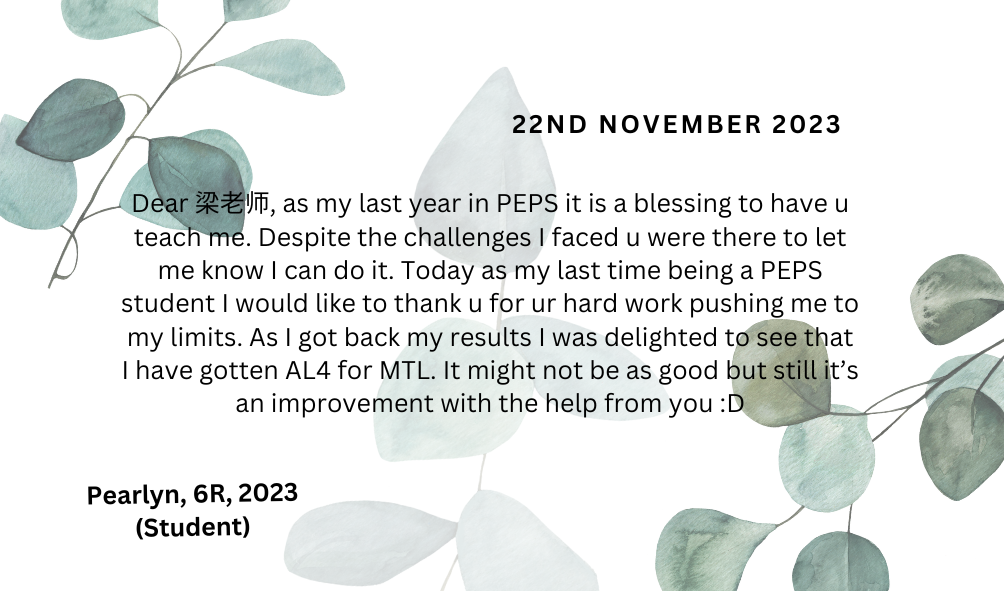 22ND NOVEMBER 2023
Dear 梁老师, as my last year in PEPS it is a blessing to have u
teach me. Despite the challenges I faced u were there to let
me know I can do it. Today as my last time being a PEPS
student I would like to thank u for ur hard work pushing me to
my limits. As I got back my results I was delighted to see that
I have gotten AL4 for MTL. It might not be as good but still it’s
an improvement with the help from you :D
Pearlyn, 6R, 2023
(Student)